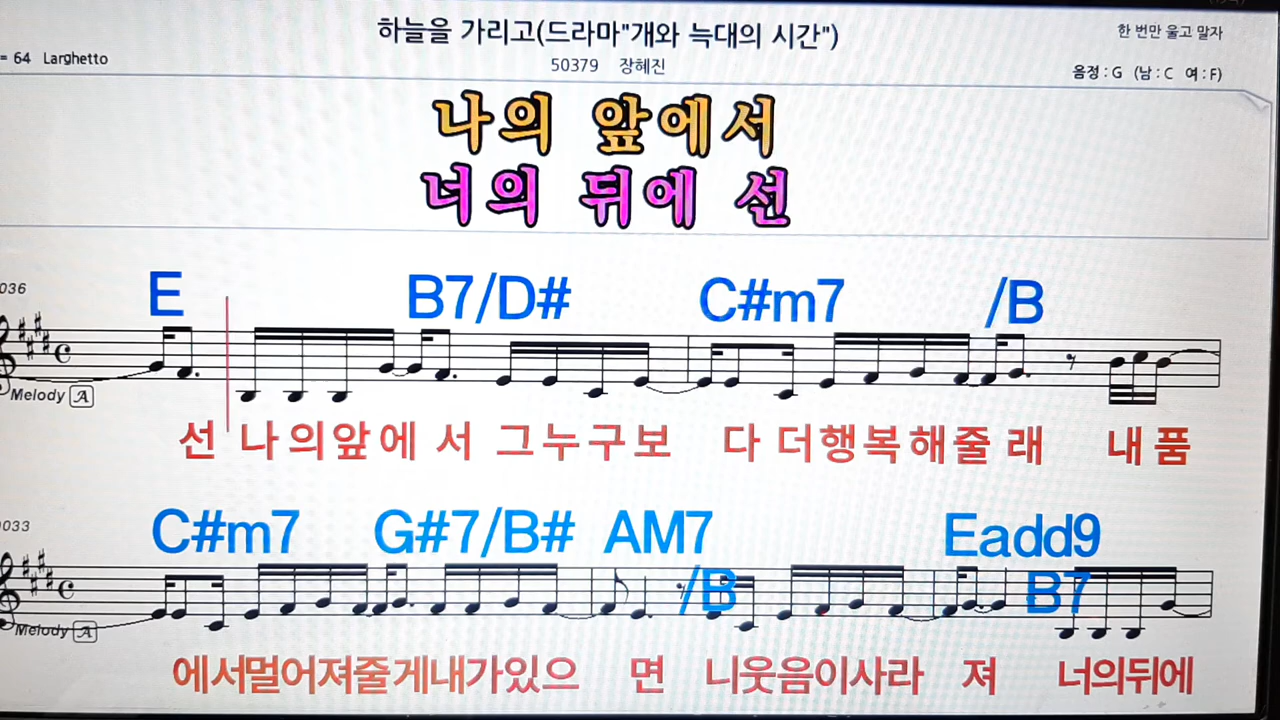 하늘을 가리고(드라마"개와 늑대의 시간")
한 번만 울고 말자
= 64 Larghetto
50379 장혜진
음정 : G (남 : C 여 : F)
나의 앞에서
너의 뒤에 선
036
E B7/D# C#m7 /B
Melody A
선 나의앞에 서 그누구보 다 더행복해줄 래 내 품
0033
C#m7 G#7/B# AM7 /B Eadd9 B7
Melody A
에서멀어져줄게내가있으 면 니웃음이사라 져 너의뒤에